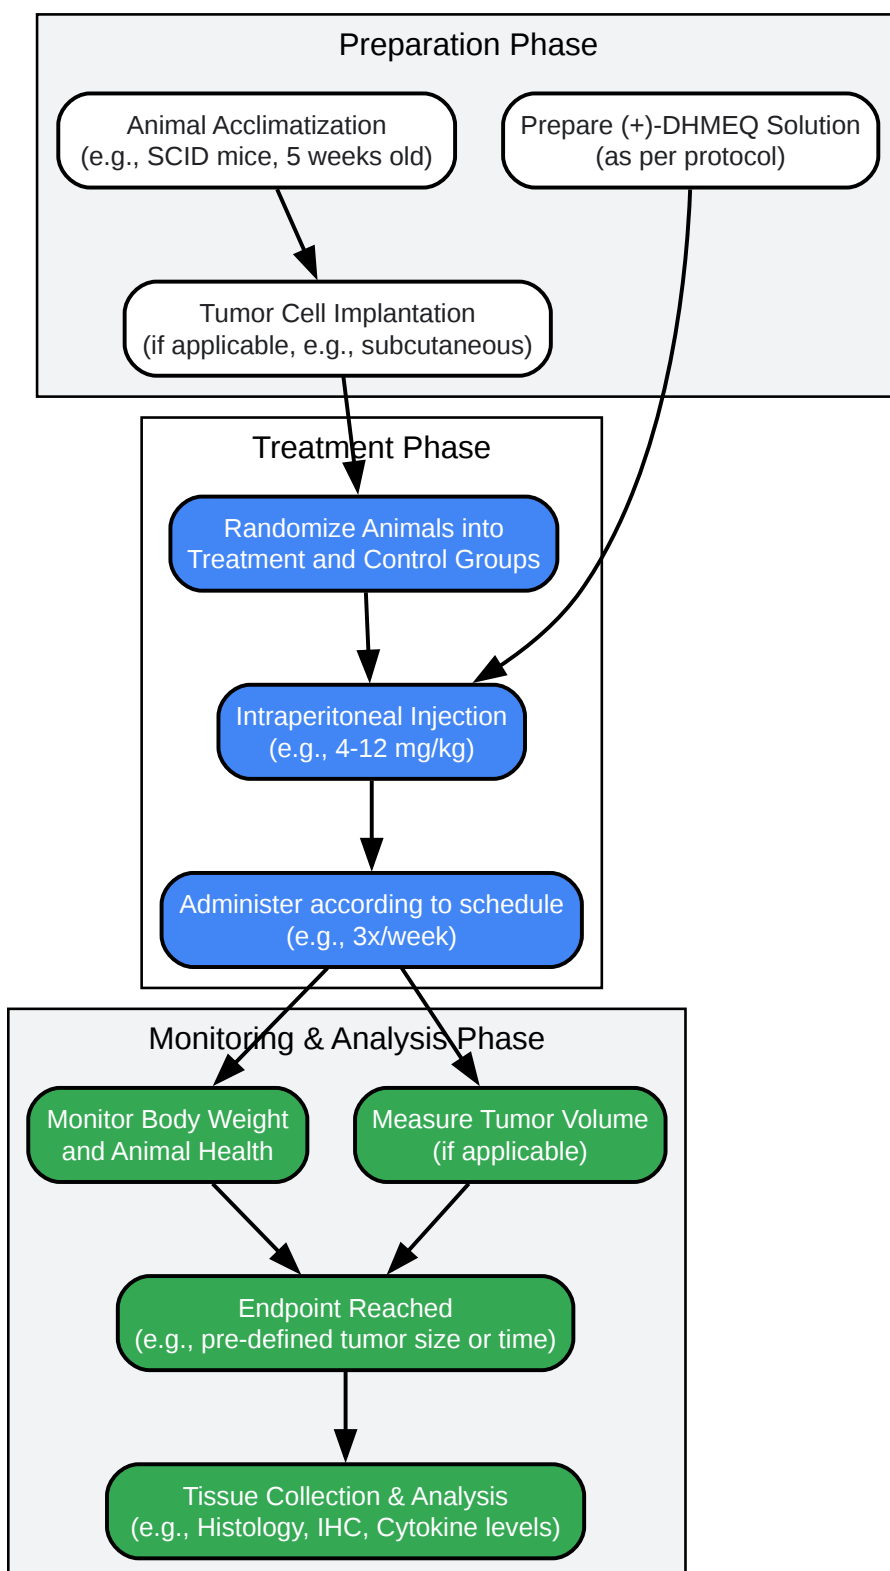 Preparation Phase
Animal Acclimatization
(e.g., SCID mice, 5 weeks old)
Prepare (+)-DHMEQ Solution
(as per protocol)
Tumor Cell Implantation
(if applicable, e.g., subcutaneous)
Treatment Phase
Randomize Animals into
Treatment and Control Groups
Intraperitoneal Injection
(e.g., 4-12 mg/kg)
Administer according to schedule
(e.g., 3x/week)
Monitoring & Analysis Phase
Monitor Body Weight
and Animal Health
Measure Tumor Volume
(if applicable)
Endpoint Reached
(e.g., pre-defined tumor size or time)
Tissue Collection & Analysis
(e.g., Histology, IHC, Cytokine levels)